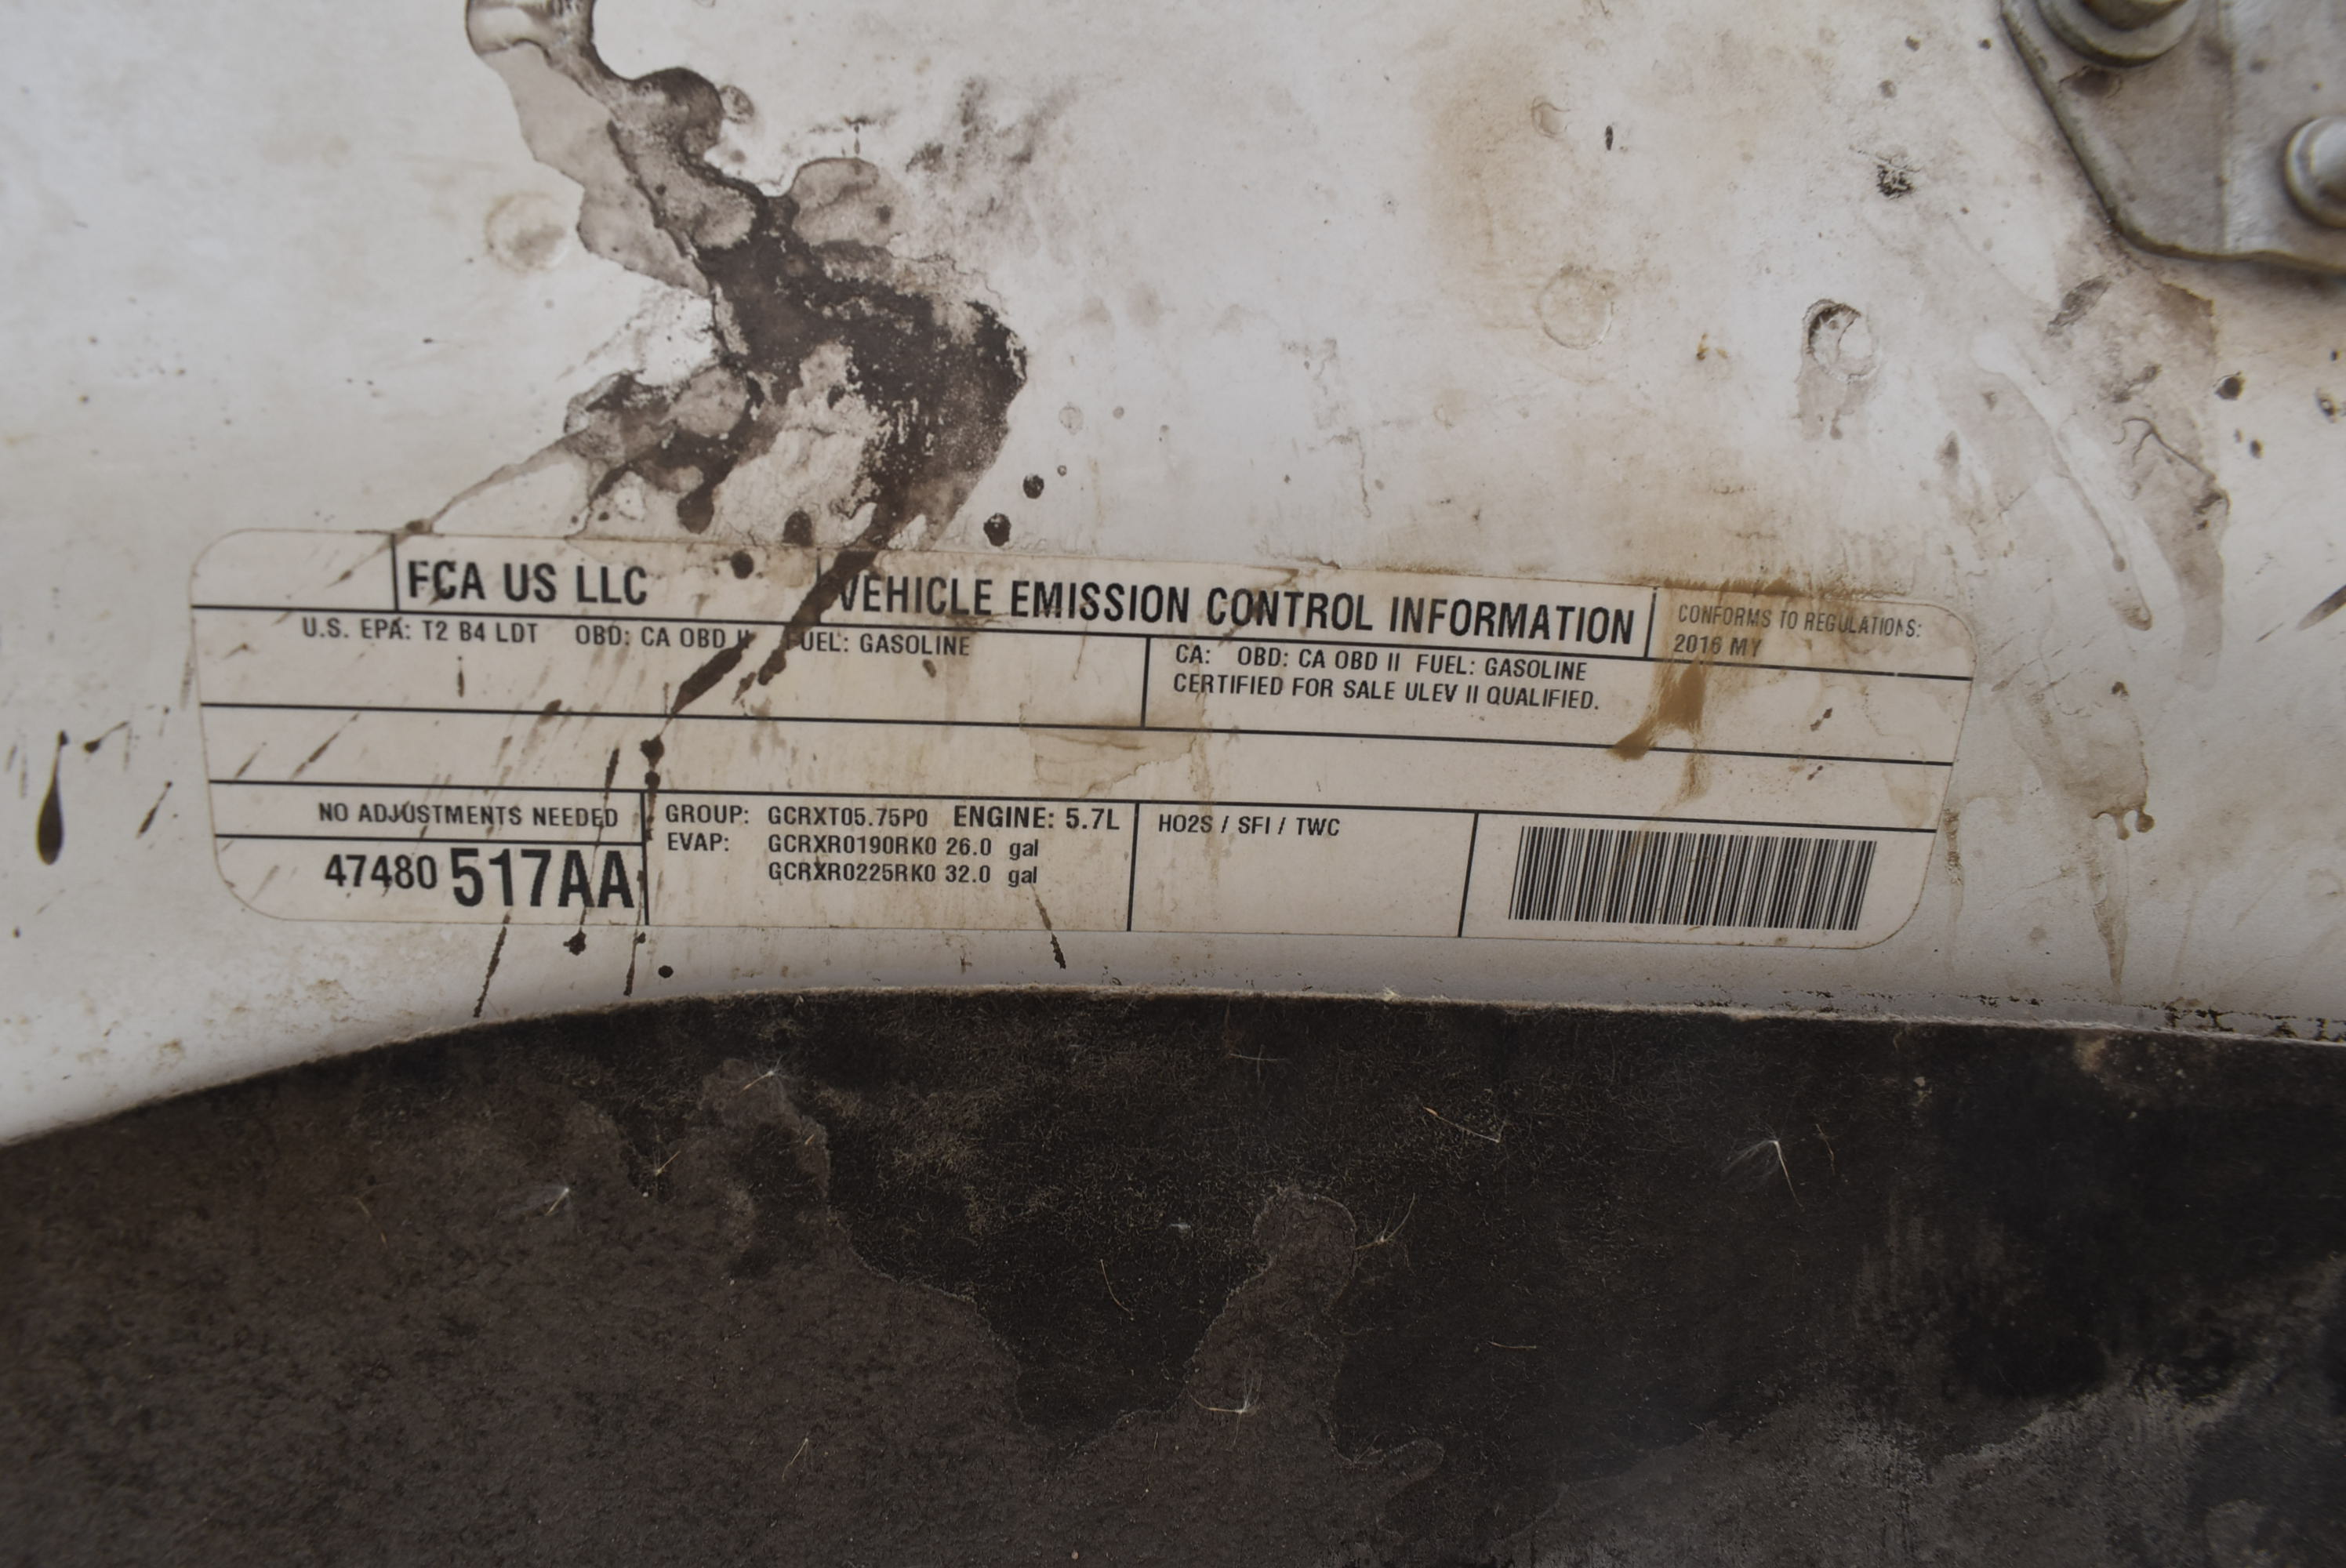 FCA US LLC VEHICLE EMISSION CONTROL INFORMATION
CONFORMS TO REGULATIONS:
2016 MY
U.S. EPA: T2 B4 LDT OBD: CA OBD II FUEL: GASOLINE
CA: OBD: CA OBD II FUEL: GASOLINE
CERTIFIED FOR SALE ULEV II QUALIFIED.
NO ADJUSTMENTS NEEDED
47480 517AA
GROUP: GCRXT05.75P0 ENGINE: 5.7L
EVAP: GCRXR0190RK0 26.0 gal
GCRXR0225RK0 32.0 gal
HO2S / SFI / TWC